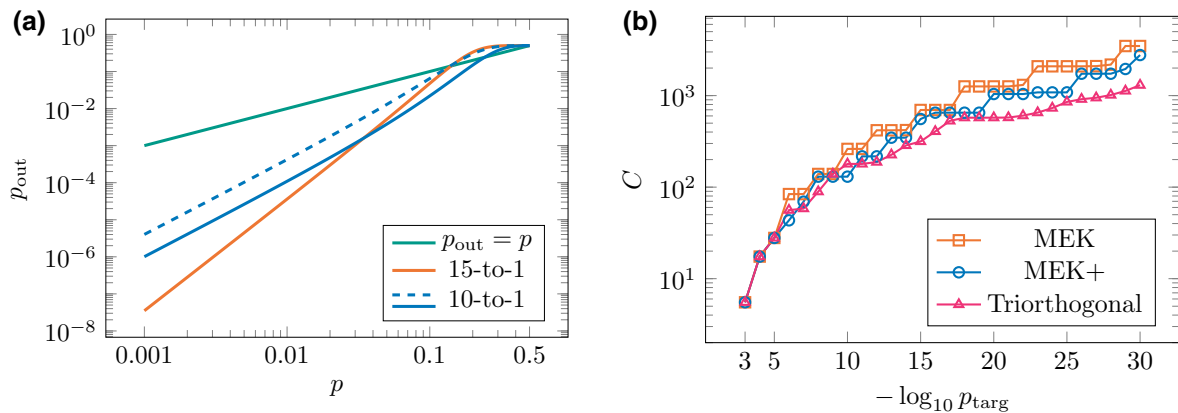 (a)
10^0
10^-2
10^-4
10^-6
10^-8
p_out
0.001 0.01 0.1 0.5
p
p_out = p
15-to-1
10-to-1
(b)
10^3
10^2
10^1
C
3 5 10 15 20 25 30
− log_10 p_targ
MEK
MEK+
Triorthogonal